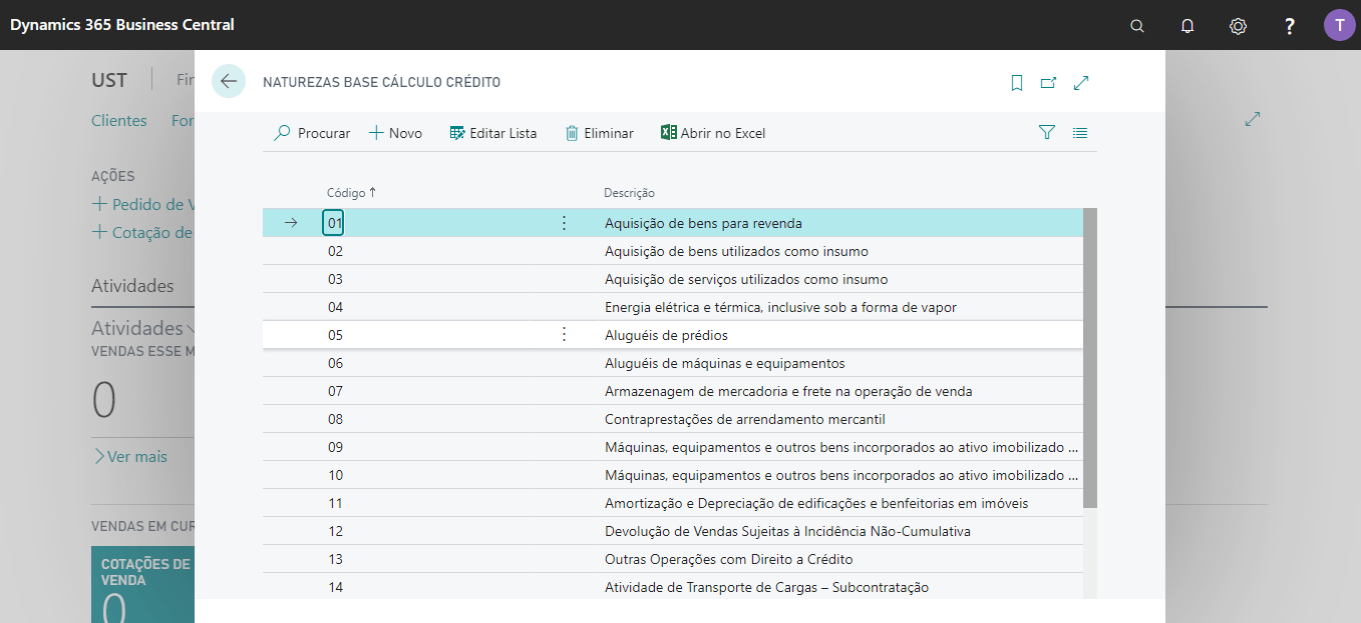 Dynamics 365 Business Central
?
T
UST
Fir
Clientes
For
AÇÕES
+ Pedido de V
+ Cotação de
Atividades
Atividades
VENDAS ESSE M
0
Ver mais
VENDAS EM CUR
COTAÇÕES DE
VENDA
0
NATUREZAS BASE CÁLCULO CRÉDITO
Procurar + Novo Editar Lista Eliminar Abrir no Excel
Código ↑ Descrição
01 Aquisição de bens para revenda
02 Aquisição de bens utilizados como insumo
03 Aquisição de serviços utilizados como insumo
04 Energia elétrica e térmica, inclusive sob a forma de vapor
05 Aluguéis de prédios
06 Aluguéis de máquinas e equipamentos
07 Armazenagem de mercadoria e frete na operação de venda
08 Contraprestações de arrendamento mercantil
09 Máquinas, equipamentos e outros bens incorporados ao ativo imobilizado ...
10 Máquinas, equipamentos e outros bens incorporados ao ativo imobilizado ...
11 Amortização e Depreciação de edificações e benfeitorias em imóveis
12 Devolução de Vendas Sujeitas à Incidência Não-Cumulativa
13 Outras Operações com Direito a Crédito
14 Atividade de Transporte de Cargas – Subcontratação